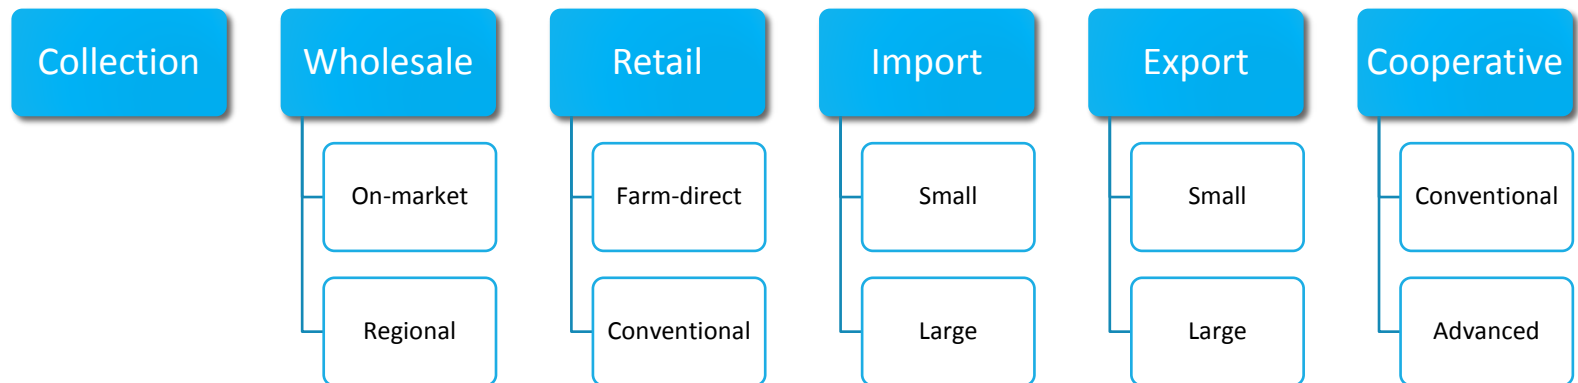 Collection
Wholesale
Retail
Import
Export
Cooperative
On-market
Farm-direct
Small
Small
Conventional
Regional
Conventional
Large
Large
Advanced